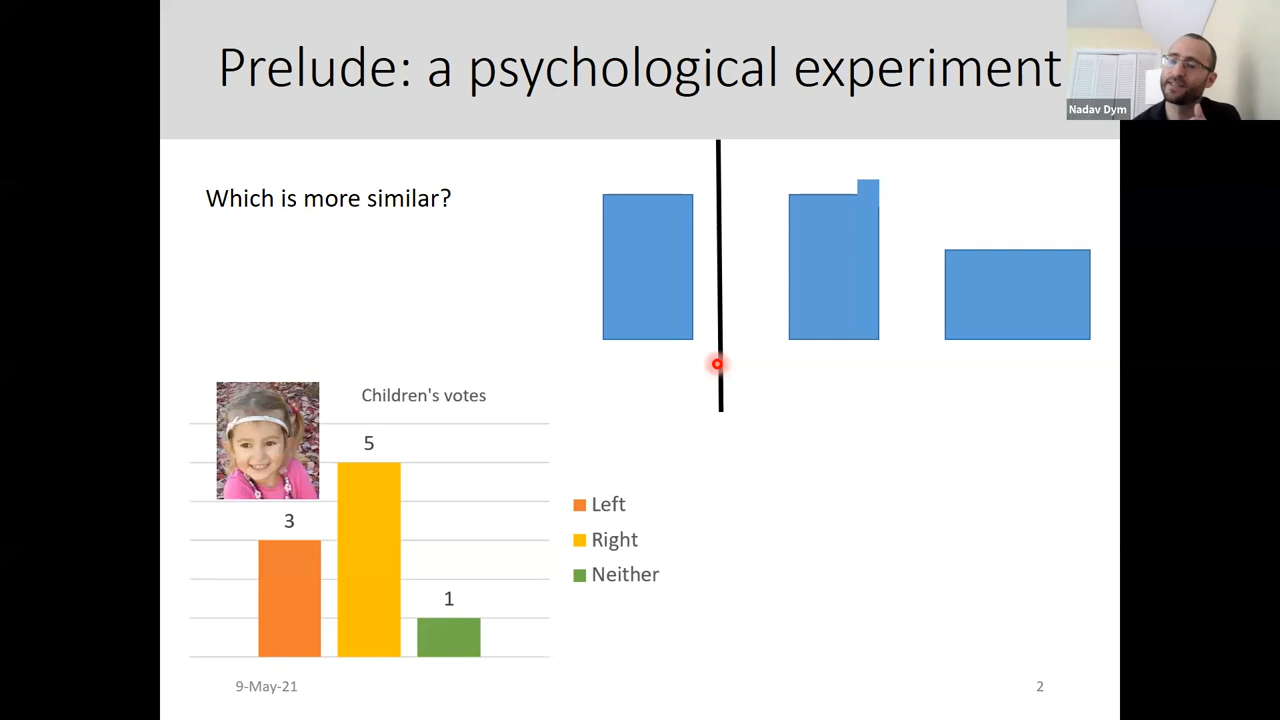 Prelude: a psychological experiment
Nadav Dym
Which is more similar?
Children's votes
5
3
1
Left
Right
Neither
9-May-21
2